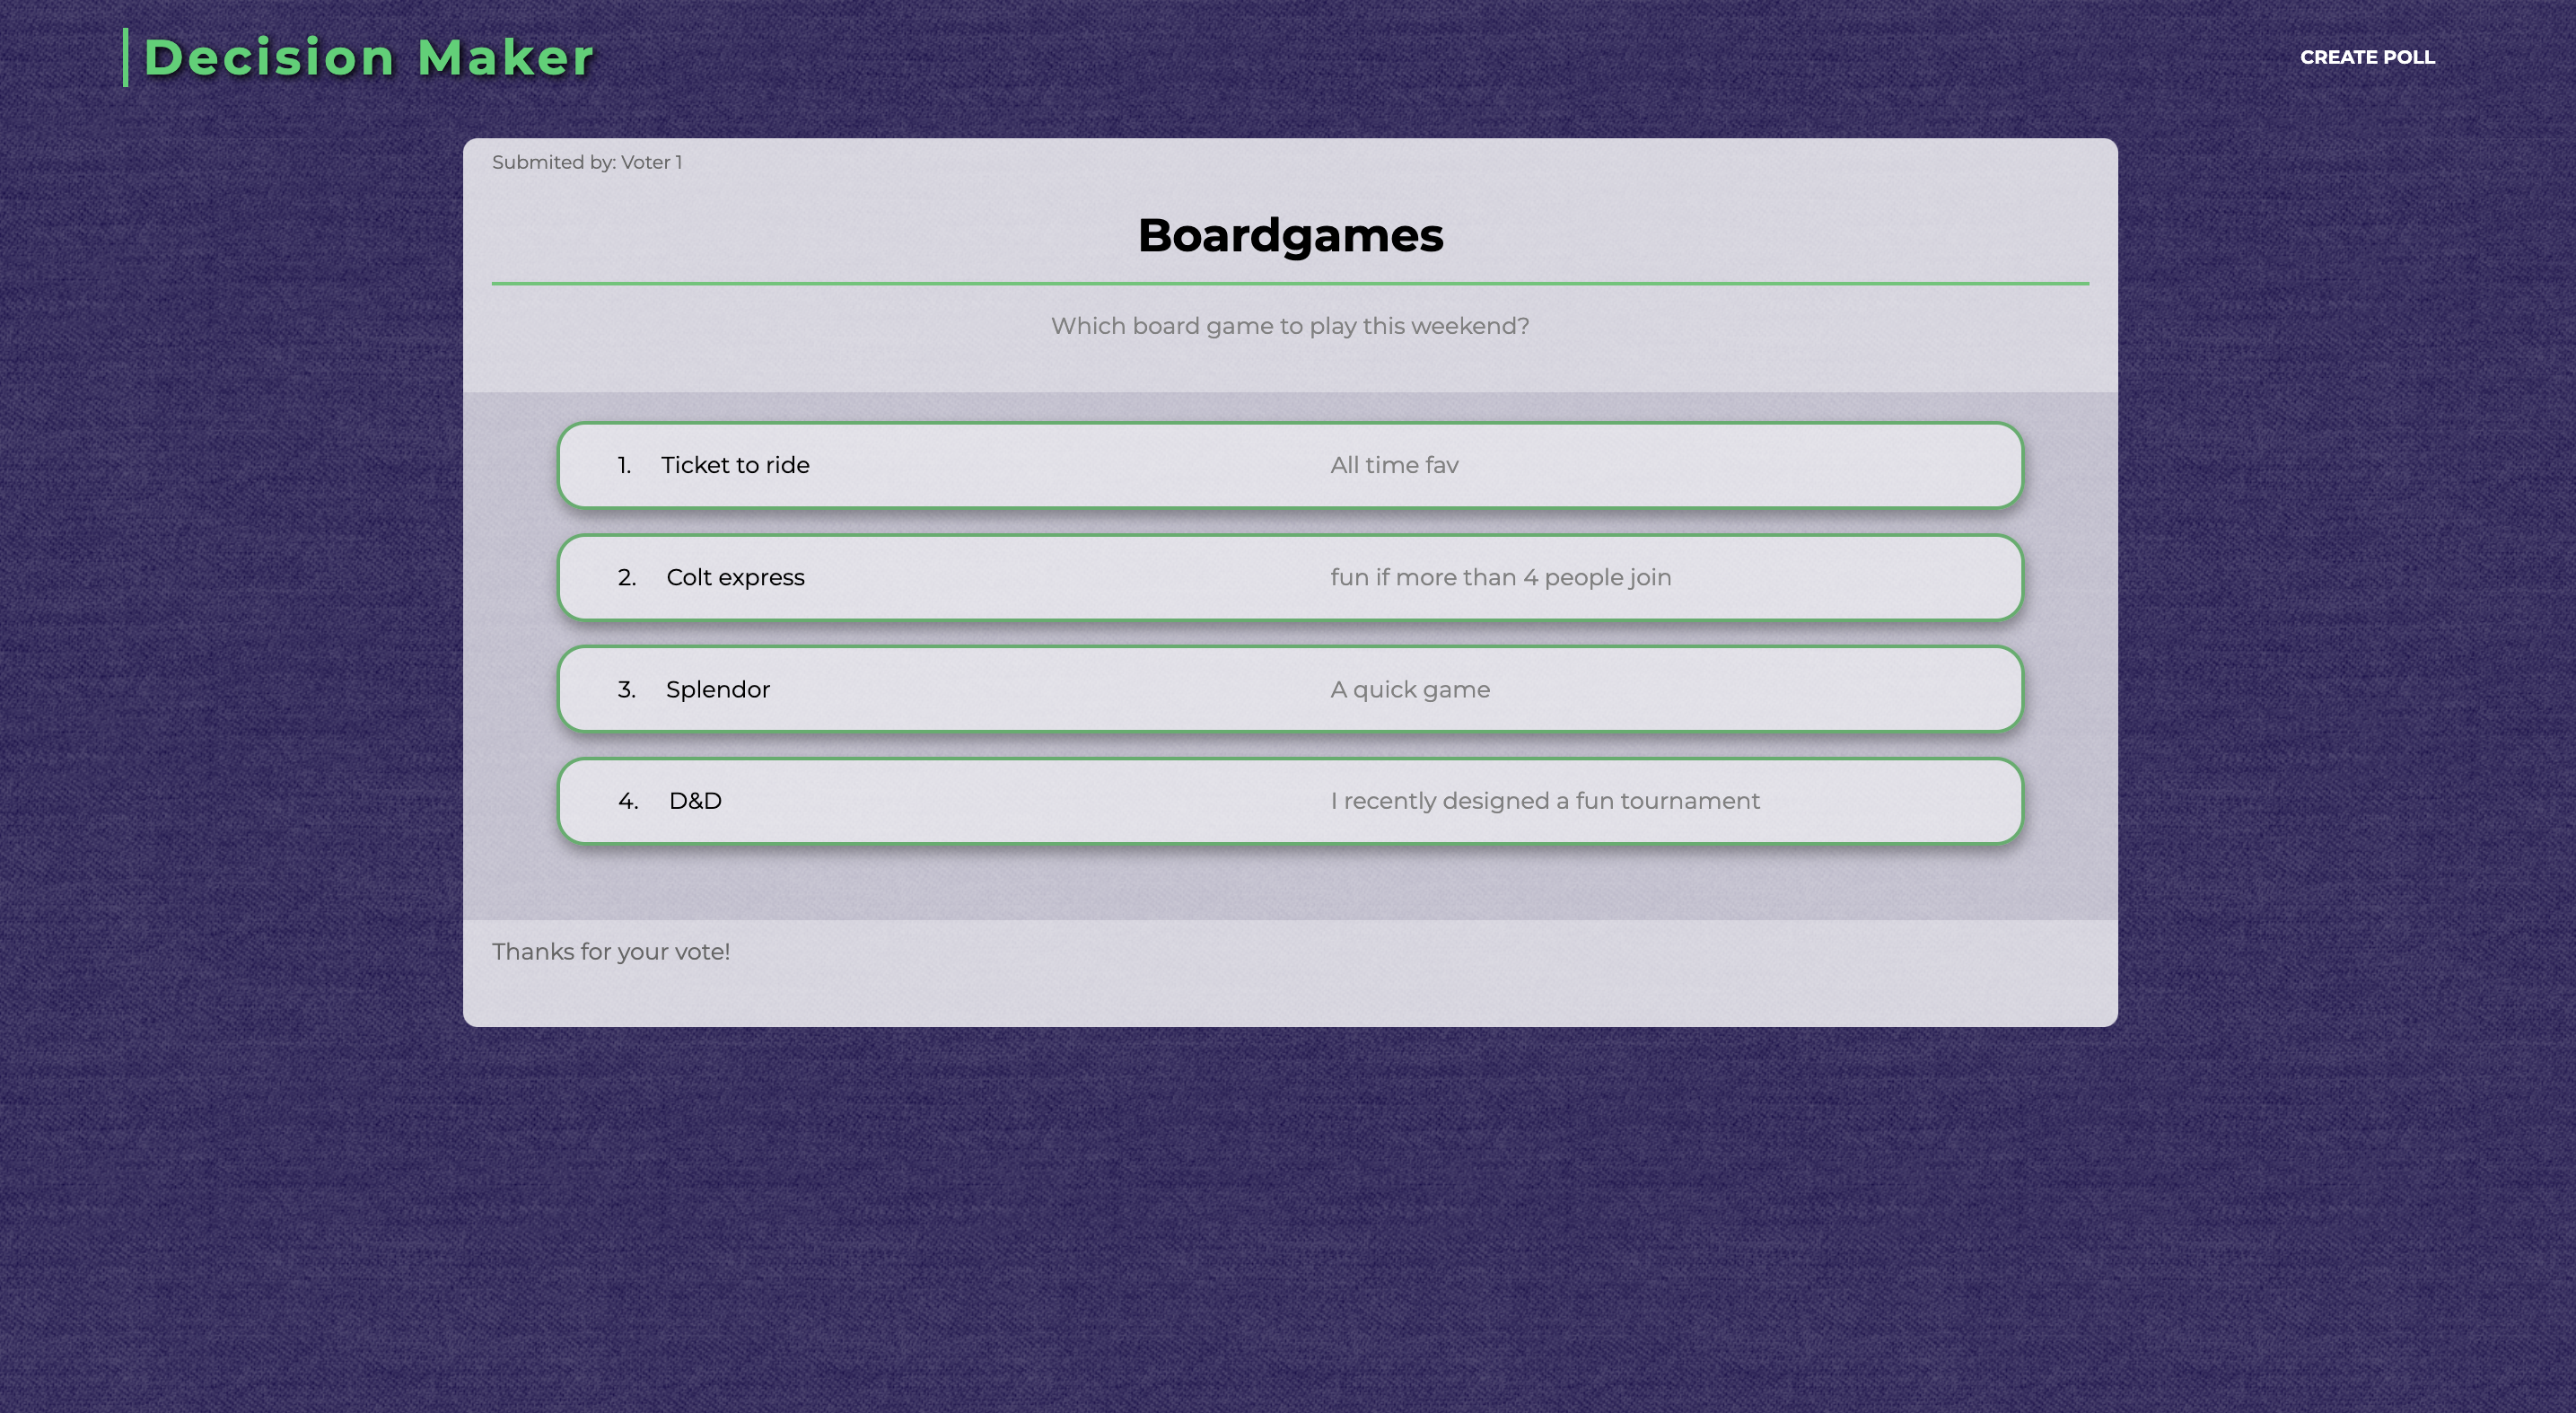 Decision Maker
CREATE POLL
Submited by: Voter 1
Boardgames
Which board game to play this weekend?
1. Ticket to ride All time fav
2. Colt express fun if more than 4 people join
3. Splendor A quick game
4. D&D I recently designed a fun tournament
Thanks for your vote!